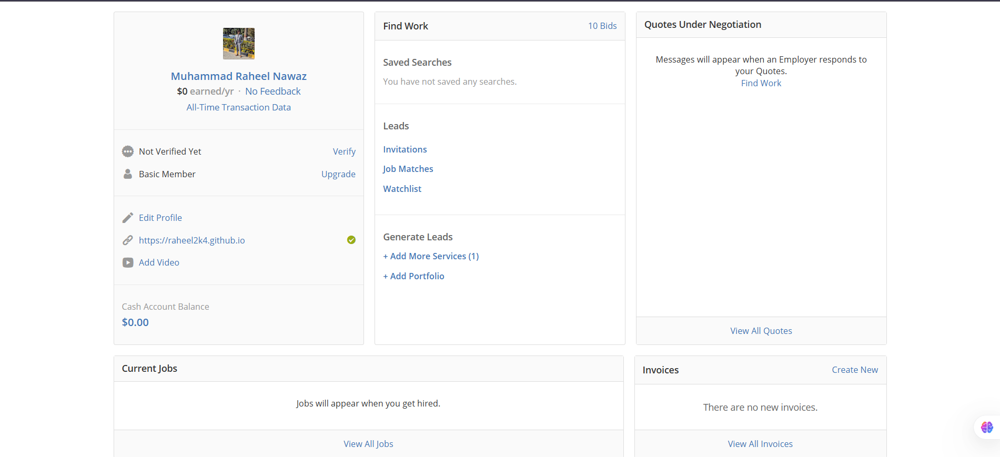 Muhammad Raheel Nawaz
$0 earned/yr · No Feedback
All-Time Transaction Data
Not Verified Yet Verify
Basic Member Upgrade
Edit Profile
https://raheel2k4.github.io
Add Video
Cash Account Balance
$0.00
Find Work 10 Bids
Saved Searches
You have not saved any searches.
Leads
Invitations
Job Matches
Watchlist
Generate Leads
+ Add More Services (1)
+ Add Portfolio
Quotes Under Negotiation
Messages will appear when an Employer responds to
your Quotes.
Find Work
View All Quotes
Current Jobs
Jobs will appear when you get hired.
View All Jobs
Invoices Create New
There are no new invoices.
View All Invoices